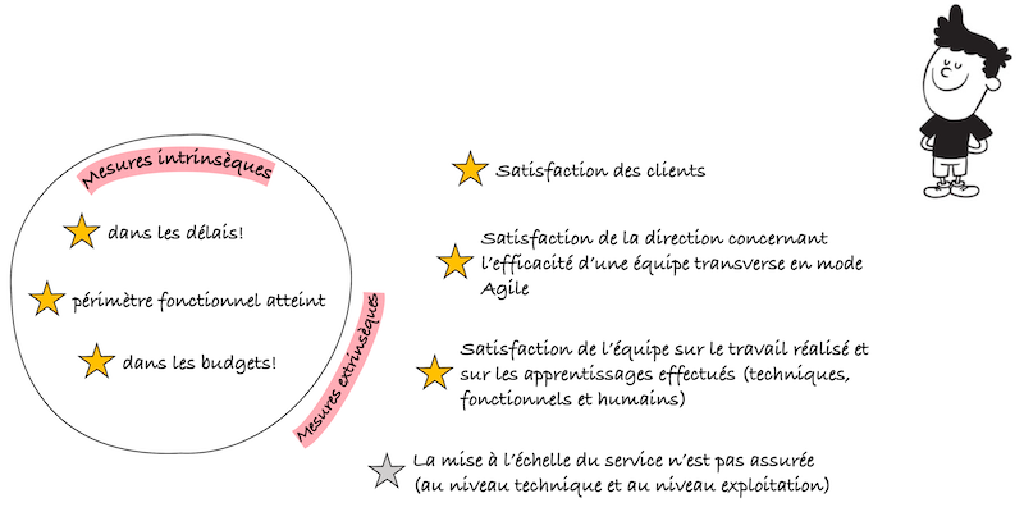 Mesures intrinsèques
dans les délais!
périmètre fonctionnel atteint
dans les budgets!
Mesures extrinsèques
Satisfaction des clients
Satisfaction de la direction concernant
l'efficacité d'une équipe transverse en mode
Agile
Satisfaction de l'équipe sur le travail réalisé et
sur les apprentissages effectués (techniques,
fonctionnels et humains)
La mise à l'échelle du service n'est pas assurée
(au niveau technique et au niveau exploitation)